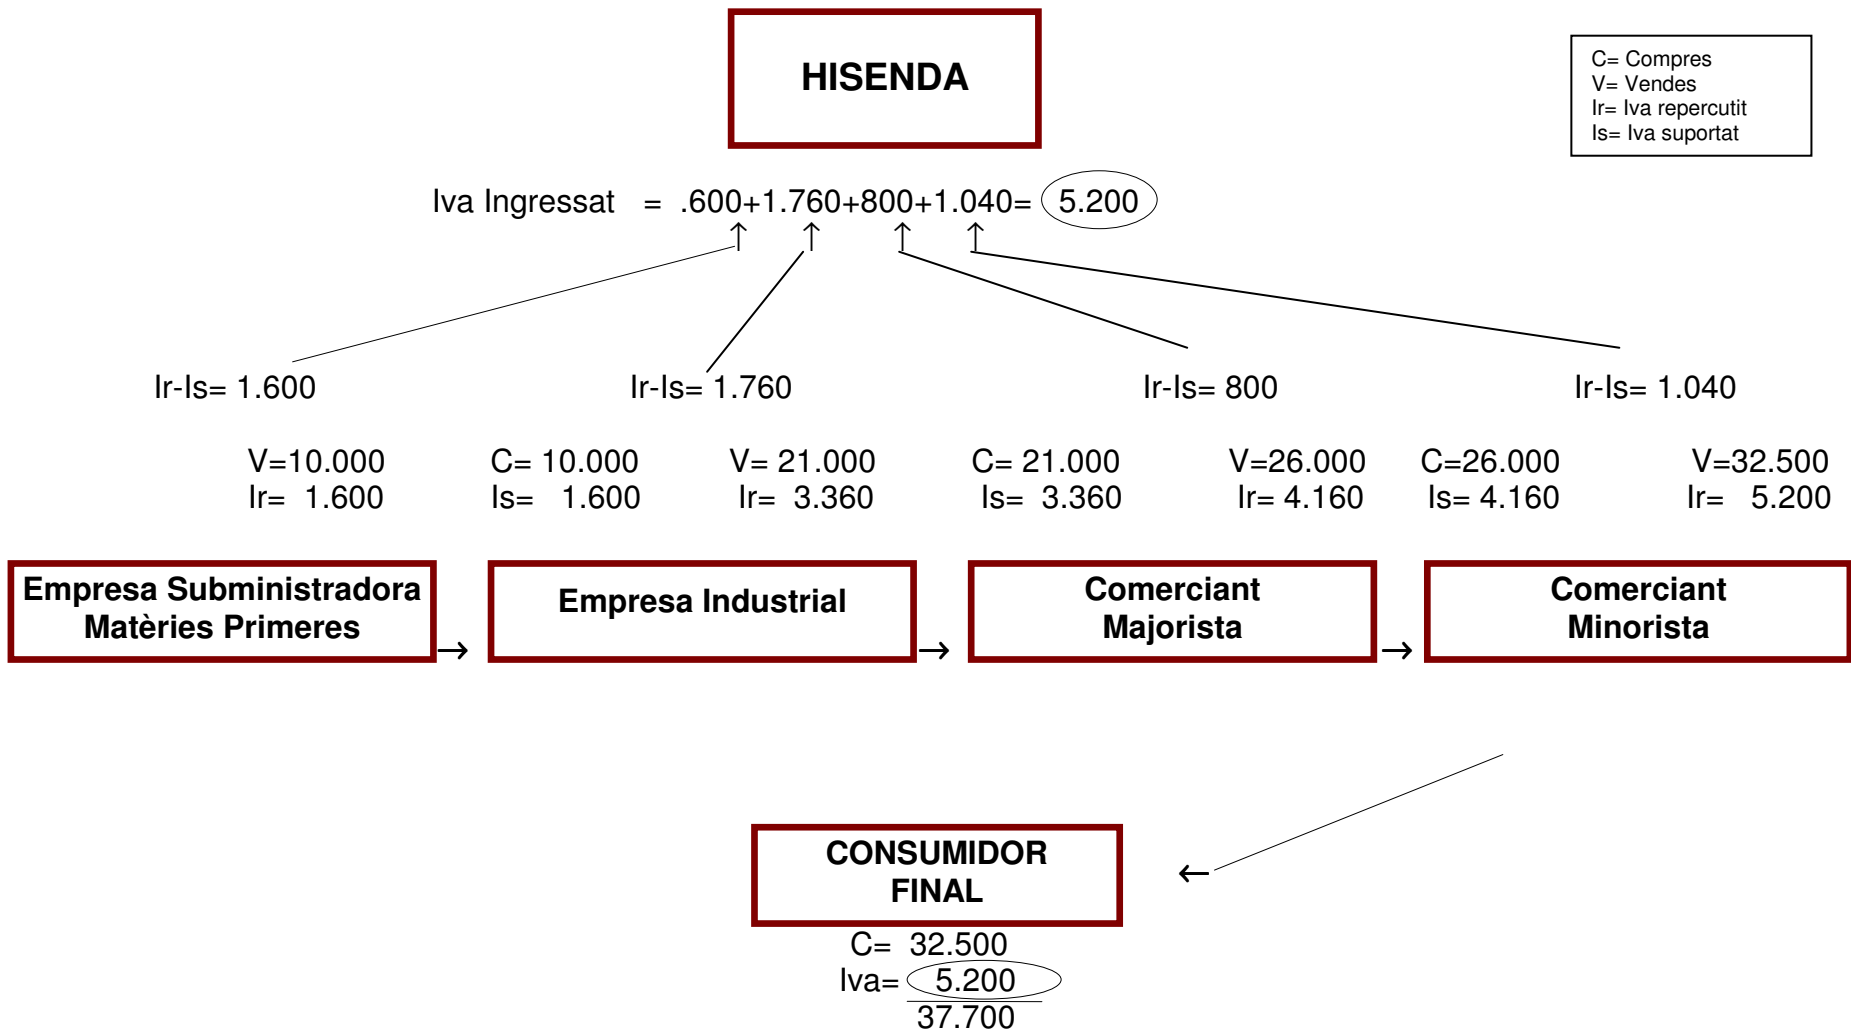 HISENDA
C= Compres
V= Vendes
Ir= Iva repercutit
Is= Iva suportat
Iva Ingressat = .600+1.760+800+1.040= 5.200
↑ ↑ ↑ ↑
Ir-Is= 1.600 Ir-Is= 1.760 Ir-Is= 800 Ir-Is= 1.040
V=10.000 C= 10.000 V= 21.000 C= 21.000 V=26.000 C=26.000 V=32.500
Ir= 1.600 Is= 1.600 Ir= 3.360 Is= 3.360 Ir= 4.160 Is= 4.160 Ir= 5.200
Empresa Subministradora
Matèries Primeres
→
Empresa Industrial
→
Comerciant
Majorista
→
Comerciant
Minorista
CONSUMIDOR
FINAL
←
C= 32.500
Iva= 5.200
37.700